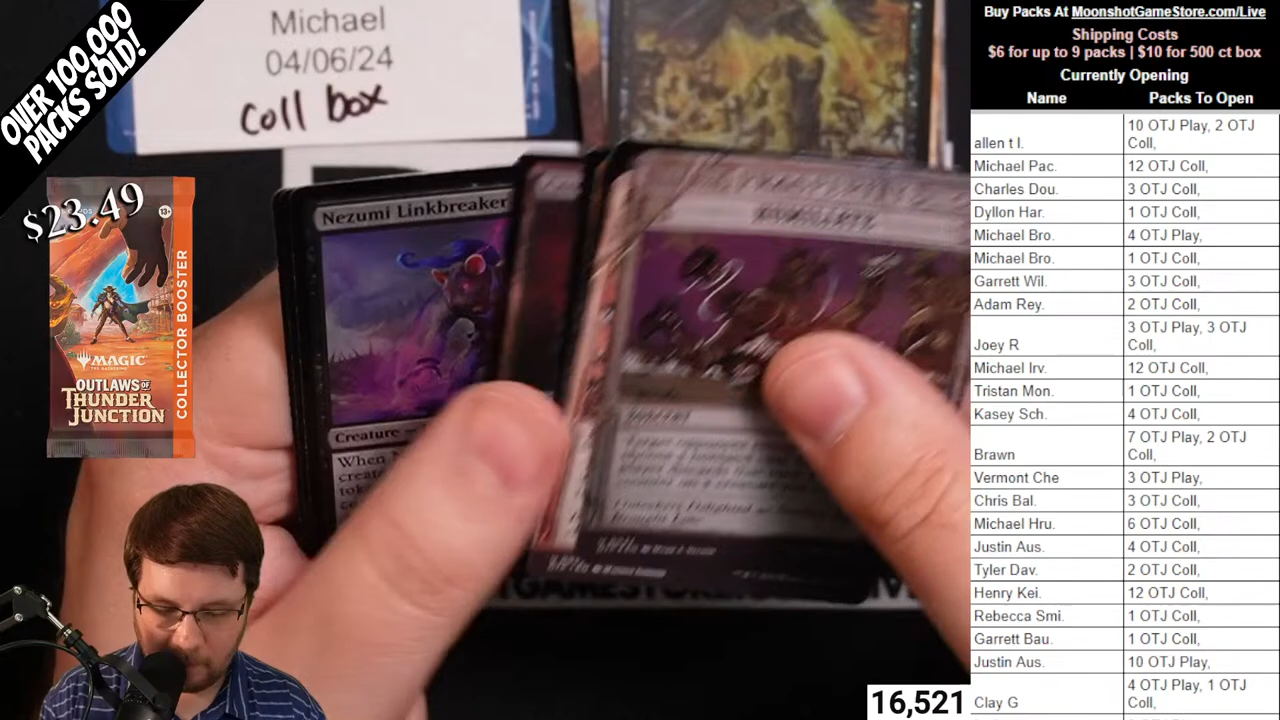 OVER 100,000
PACKS SOLD!
Michael
04/06/24
Coll box
$23.49
13+
COLLECTOR BOOSTER
MAGIC
THE GATHERING
OUTLAWS OF
THUNDER
JUNCTION
Nezumi Linkbreaker
Creature
When
16,521
Buy Packs At MoonshotGameStore.com/Live
Shipping Costs
$6 for up to 9 packs | $10 for 500 ct box
Currently Opening
Name Packs To Open
allen t l. 10 OTJ Play, 2 OTJ Coll,
Michael Pac. 12 OTJ Coll,
Charles Dou. 3 OTJ Coll,
Dyllon Har. 1 OTJ Coll,
Michael Bro. 4 OTJ Play,
Michael Bro. 1 OTJ Coll,
Garrett Wil. 3 OTJ Coll,
Adam Rey. 2 OTJ Coll,
Joey R 3 OTJ Play, 3 OTJ Coll,
Michael Irv. 12 OTJ Coll,
Tristan Mon. 1 OTJ Coll,
Kasey Sch. 4 OTJ Coll,
Brawn 7 OTJ Play, 2 OTJ Coll,
Vermont Che 3 OTJ Play,
Chris Bal. 3 OTJ Coll,
Michael Hru. 6 OTJ Coll,
Justin Aus. 4 OTJ Coll,
Tyler Dav. 2 OTJ Coll,
Henry Kei. 12 OTJ Coll,
Rebecca Smi. 1 OTJ Coll,
Garrett Bau. 1 OTJ Coll,
Justin Aus. 10 OTJ Play,
Clay G 4 OTJ Play, 1 OTJ Coll,